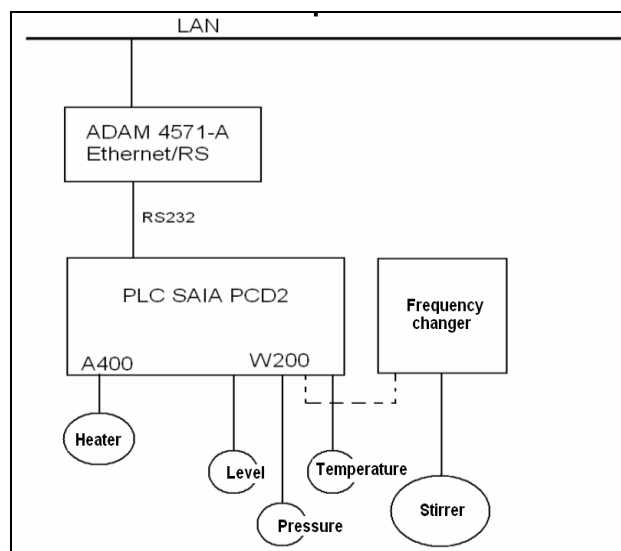 LAN
ADAM 4571-A
Ethernet/RS
RS232
PLC SAIA PCD2
Frequency
changer
A400
W200
Heater
Level
Temperature
Pressure
Stirrer